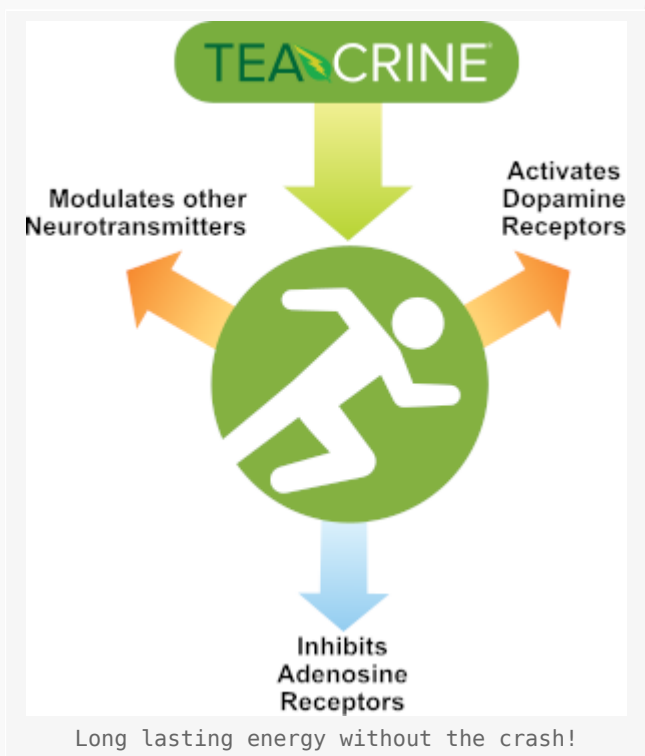 TEACRINE®
Modulates other
Neurotransmitters
Activates
Dopamine
Receptors
Inhibits
Adenosine
Receptors
Long lasting energy without the crash!